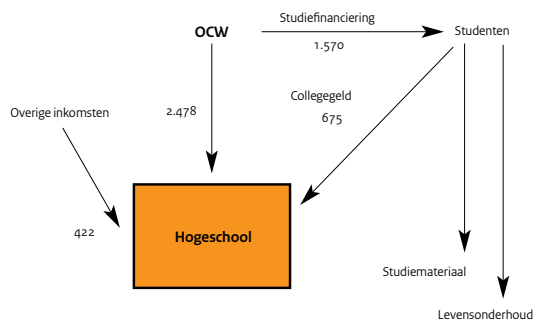 Studiefinanciering
OCW
Studenten
1.570
Collegegeld
2.478
675
Overige inkomsten
422
Hogeschool
Studiemateriaal
Levensonderhoud